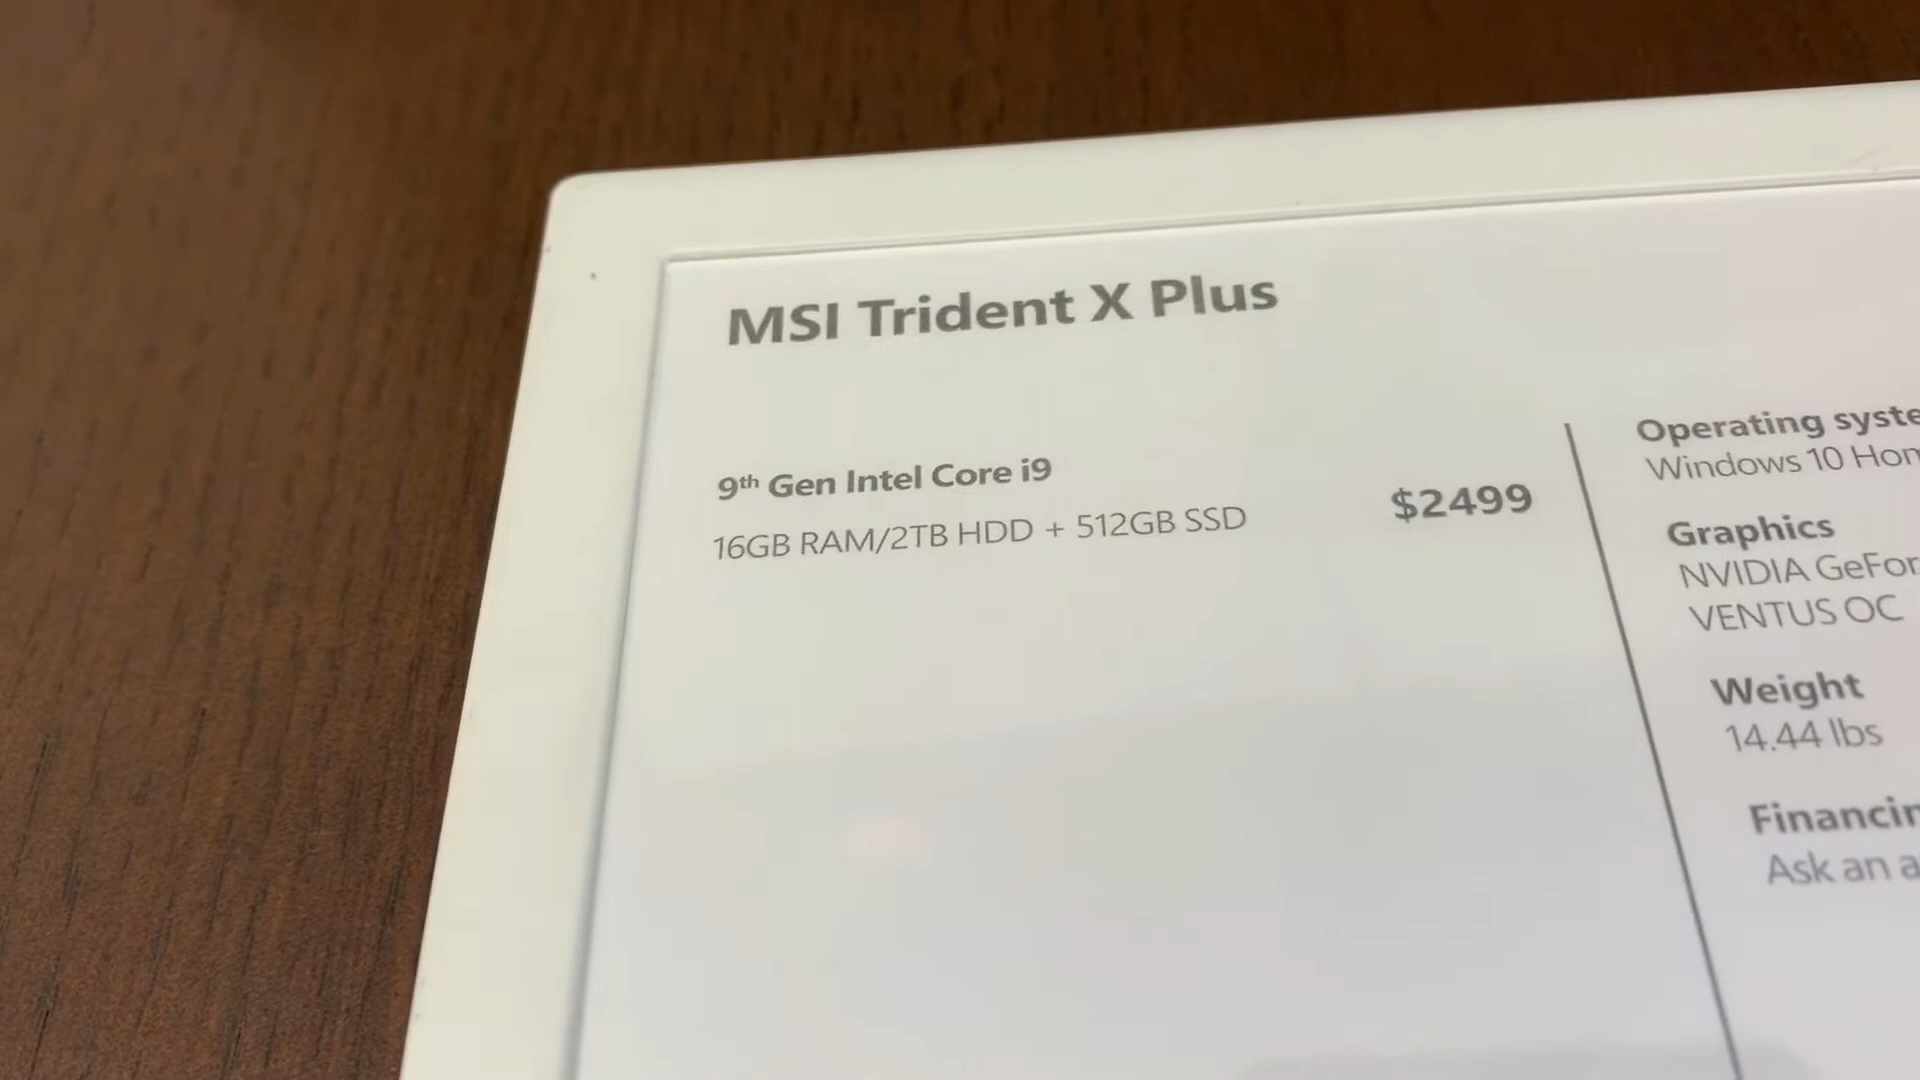 MSI Trident X Plus
9th Gen Intel Core i9
16GB RAM/2TB HDD + 512GB SSD
$2499
Operating
Windows 10
Graphics
NVIDIA
VENTUS OC
Weight
14.44 lbs
Ask an